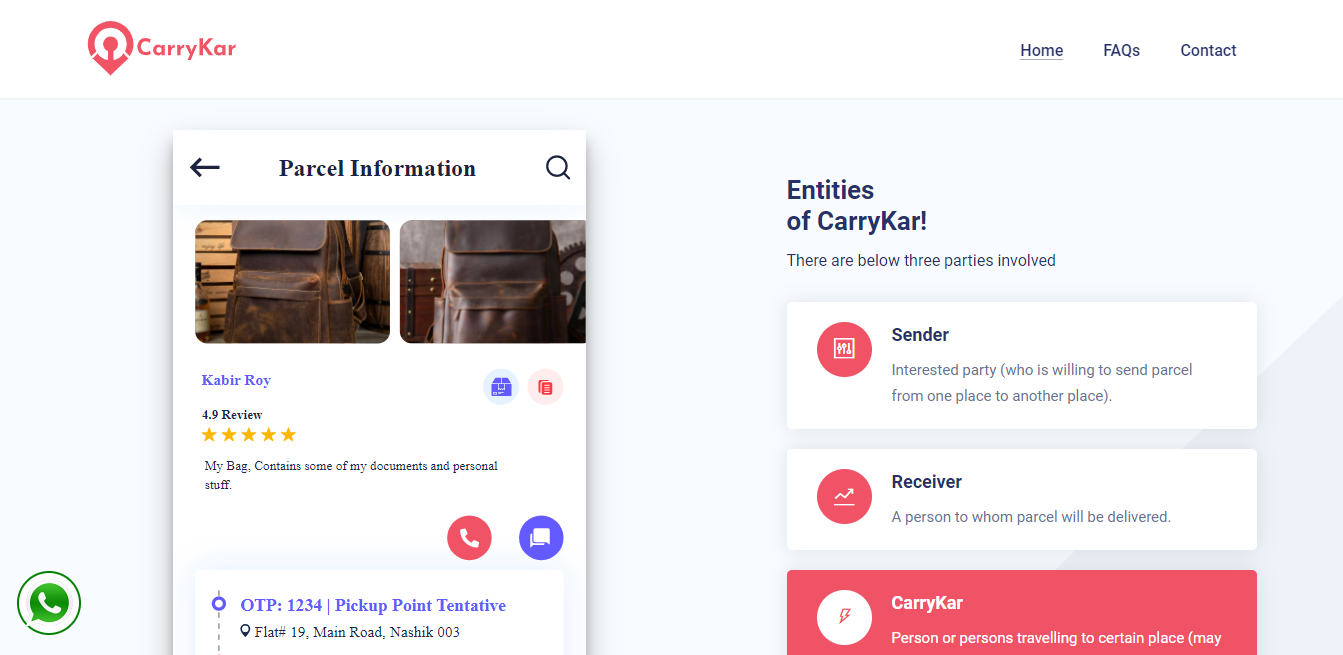 CarryKar
Home
FAQs
Contact
Parcel Information
Kabir Roy
4.9 Review
My Bag, Contains some of my documents and personal
stuff.
OTP: 1234 | Pickup Point Tentative
Flat# 19, Main Road, Nashik 003
Entities
of CarryKar!
There are below three parties involved
Sender
Interested party (who is willing to send parcel
from one place to another place).
Receiver
A person to whom parcel will be delivered.
CarryKar
Person or persons travelling to certain place (may